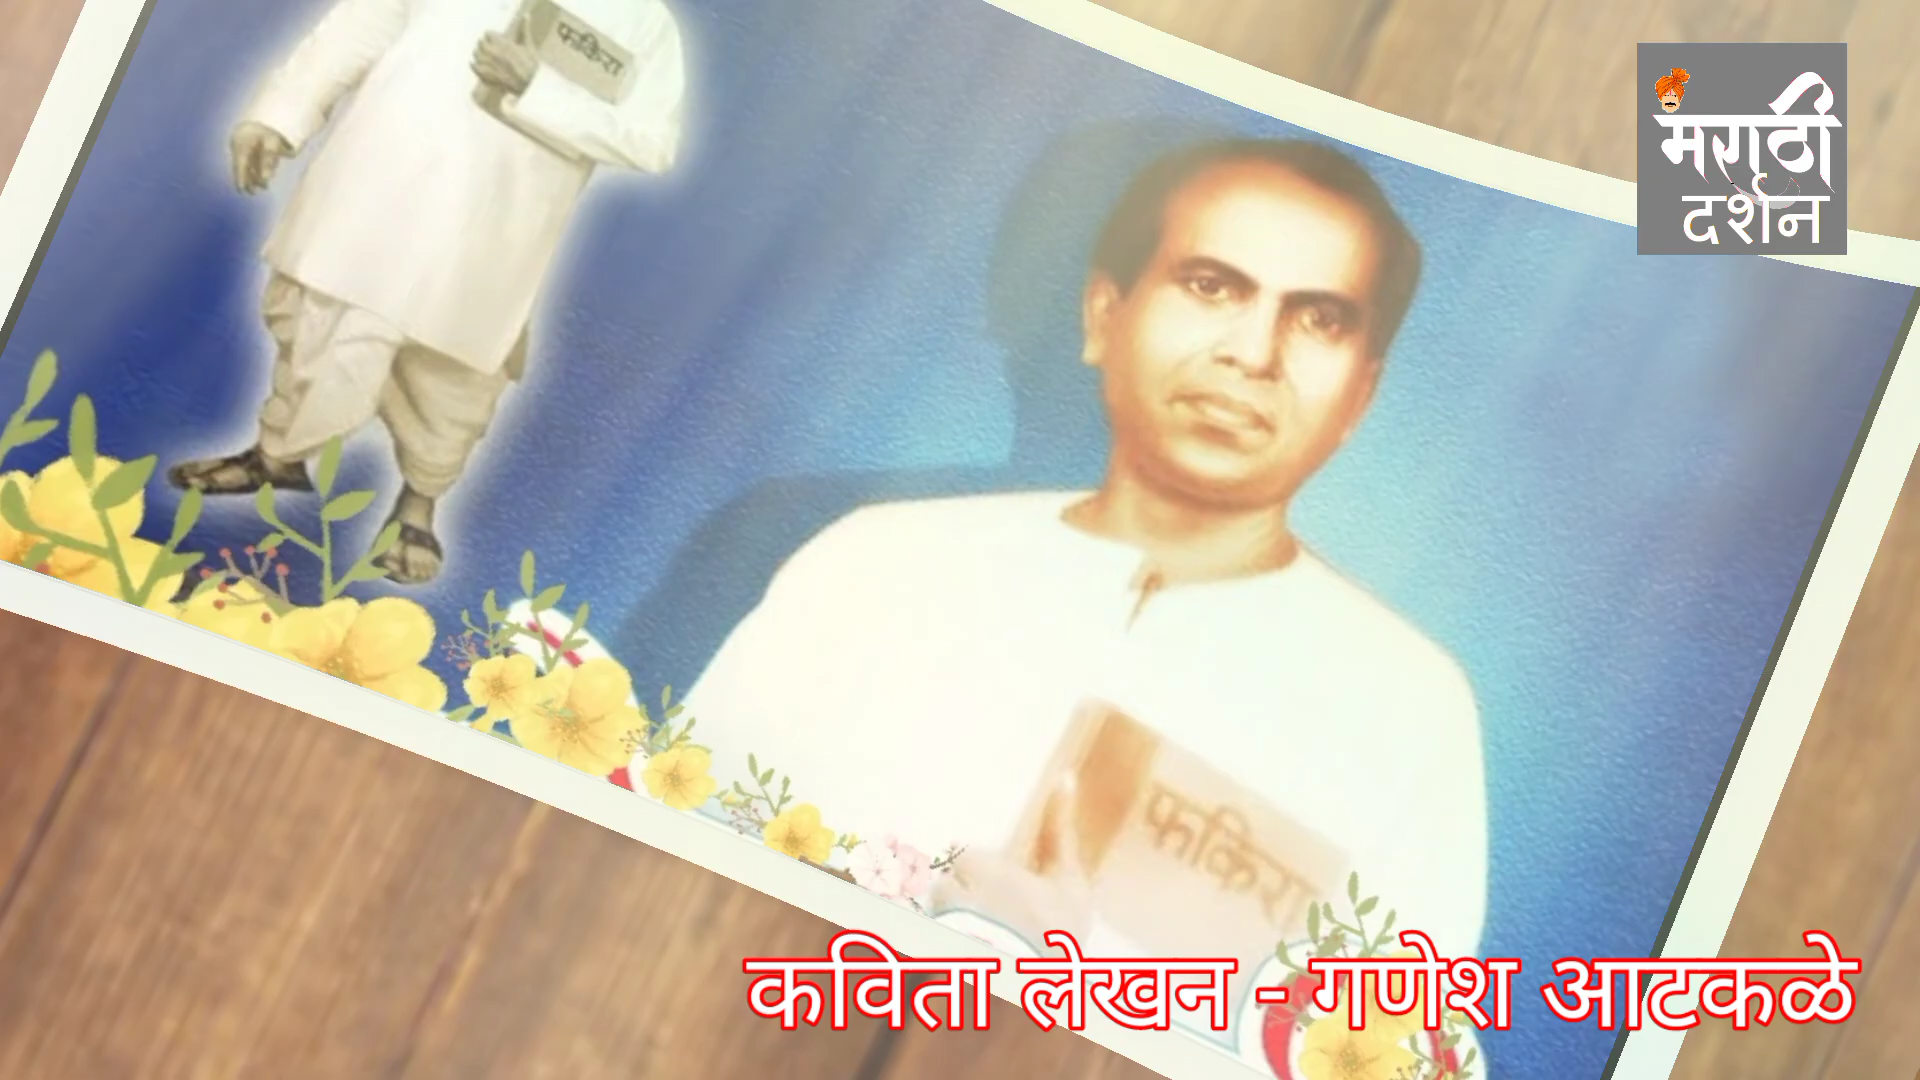 फकिरा
मराठी
दर्शन
फकिरा
कविता लेखन - गणेश आटकळे